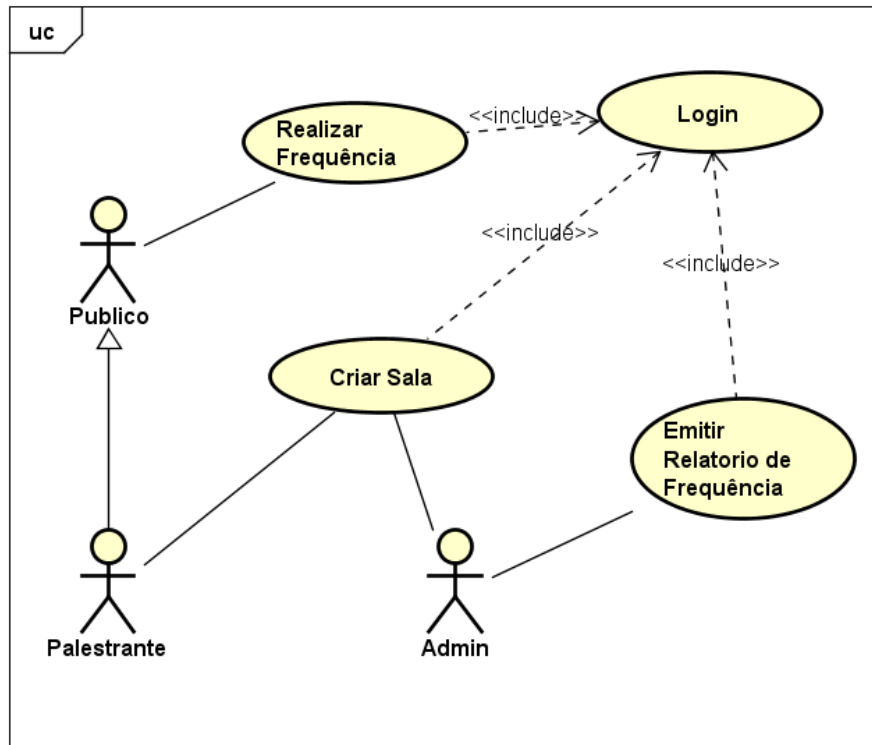 uc
<<include>>
Login
Realizar
Frequência
<<include>>
<<include>>
Publico
Criar Sala
Emitir
Relatorio de
Frequência
Palestrante
Admin